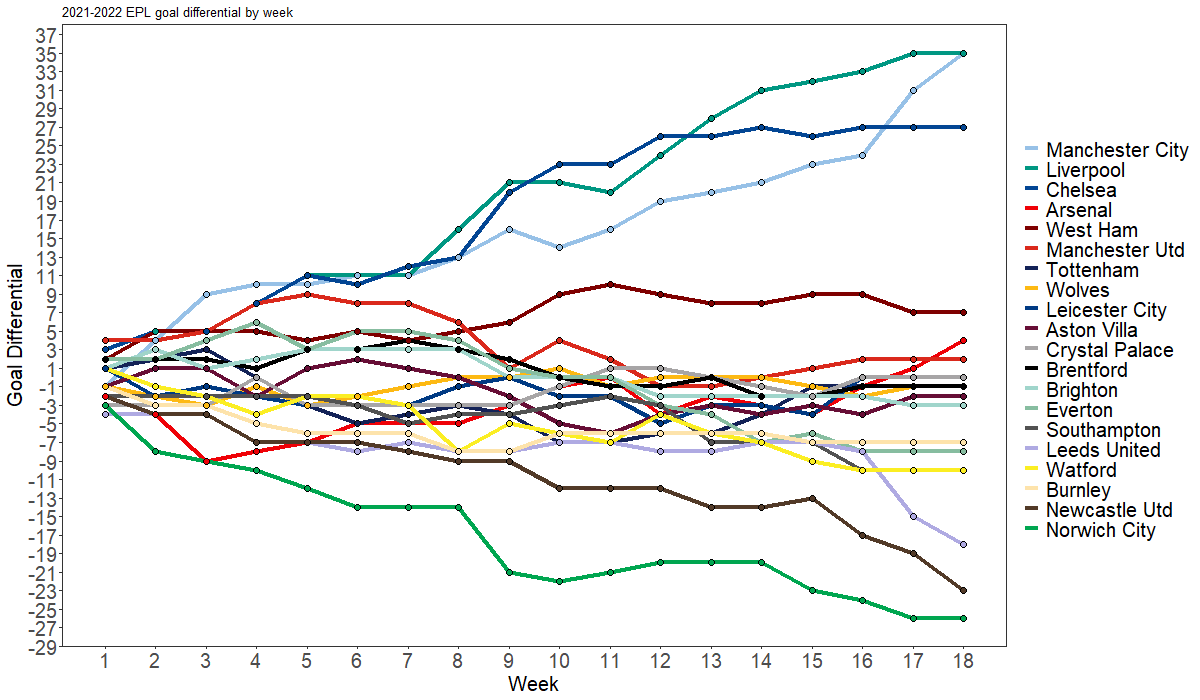 2021-2022 EPL goal differential by week
37
35
33
31
29
27
25
23
21
19
17
15
13
11
9
7
5
3
1
-1
-3
-5
-7
-9
-11
-13
-15
-17
-19
-21
-23
-25
-27
-29
Goal Differential
1 2 3 4 5 6 7 8 9 10 11 12 13 14 15 16 17 18
Week
Manchester City
Liverpool
Chelsea
Arsenal
West Ham
Manchester Utd
Tottenham
Wolves
Leicester City
Aston Villa
Crystal Palace
Brentford
Brighton
Everton
Southampton
Leeds United
Watford
Burnley
Newcastle Utd
Norwich City